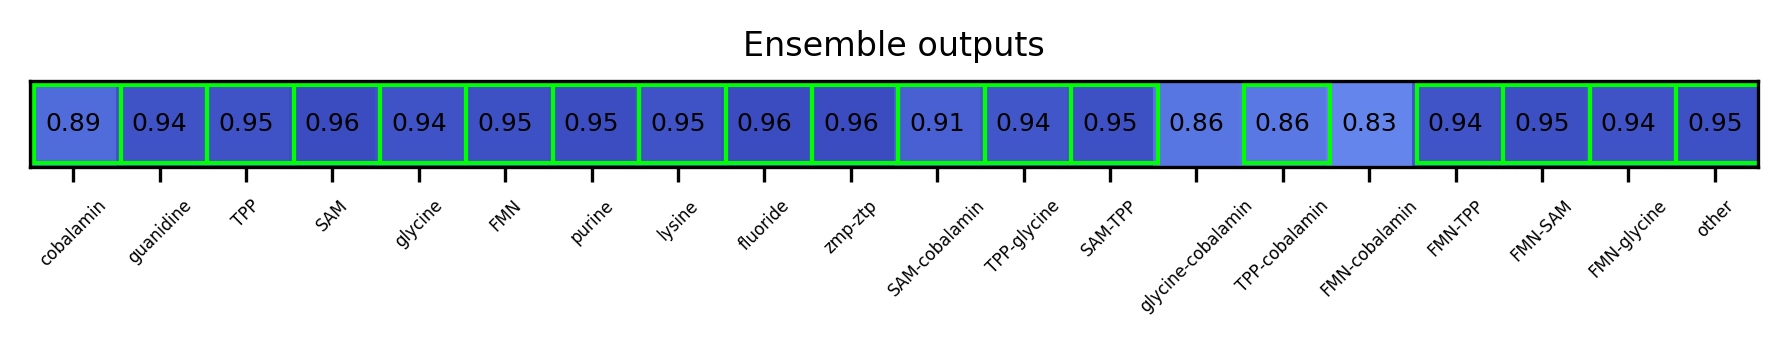 Ensemble outputs
0.89 0.94 0.95 0.96 0.94 0.95 0.95 0.95 0.96 0.96 0.91 0.94 0.95 0.86 0.86 0.83 0.94 0.95 0.94 0.95
cobalamin
guanidine
TPP
SAM
glycine
FMN
purine
lysine
fluoride
zmp-ztp
SAM-cobalamin
TPP-glycine
SAM-TPP
glycine-cobalamin
TPP-cobalamin
FMN-cobalamin
FMN-TPP
FMN-SAM
FMN-glycine
other